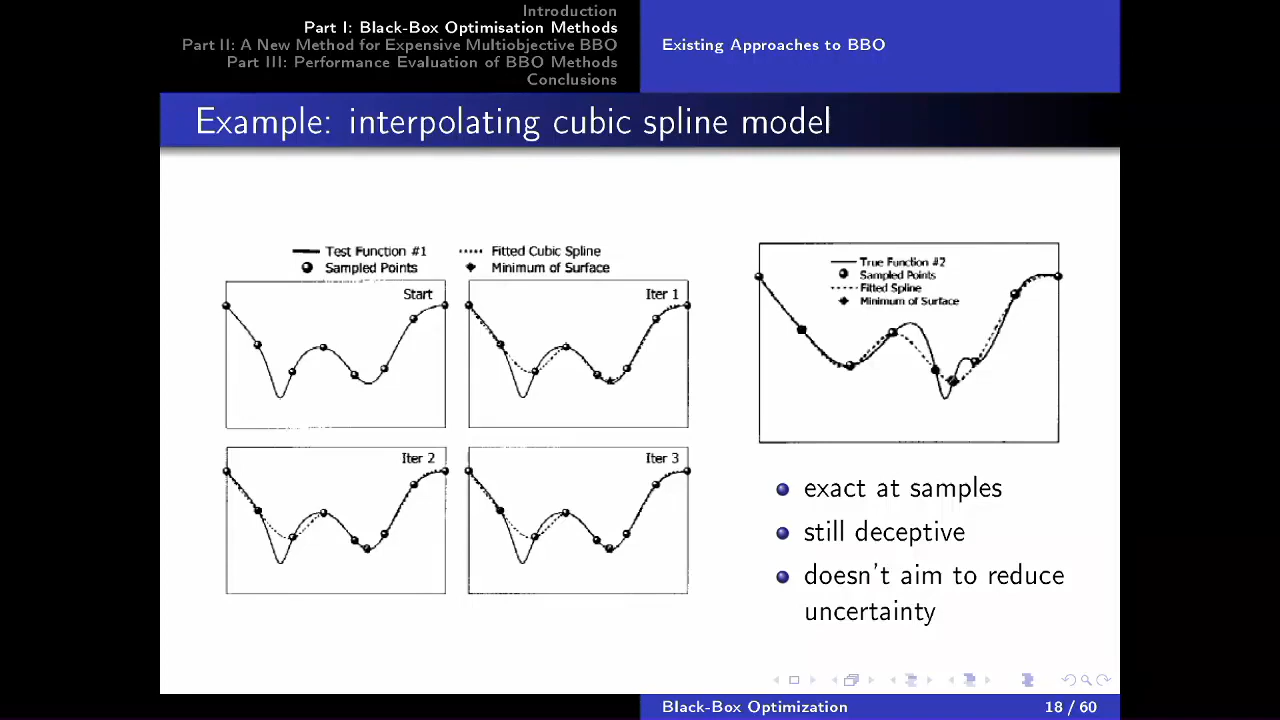 Introduction
Part I: Black-Box Optimisation Methods
Part II: A New Method for Expensive Multiobjective BBO
Part III: Performance Evaluation of BBO Methods
Conclusions
Existing Approaches to BBO
Example: interpolating cubic spline model
Test Function #1
Fitted Cubic Spline
Sampled Points
Minimum of Surface
Start
Iter 1
Iter 2
Iter 3
True Function #2
Sampled Points
Fitted Spline
Minimum of Surface
exact at samples
still deceptive
doesn't aim to reduce
uncertainty
Black-Box Optimization
18 / 60